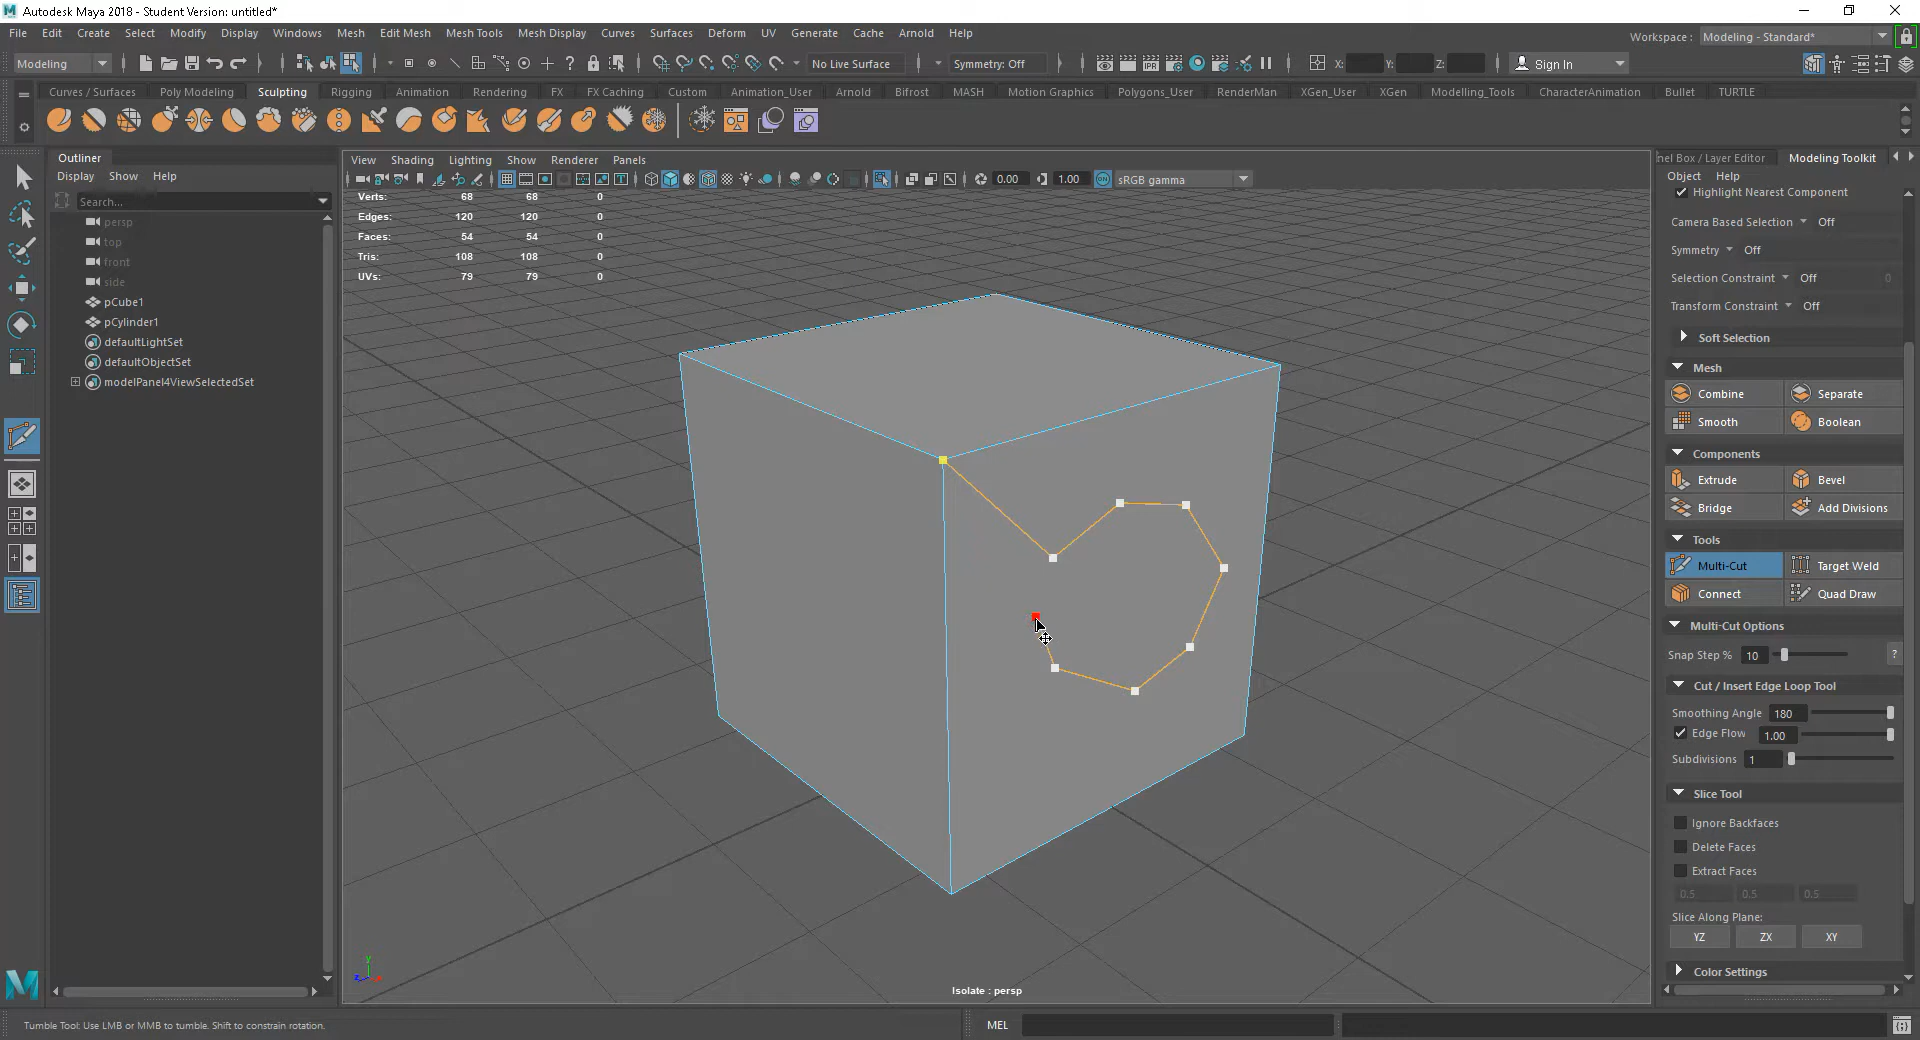 Autodesk Maya 2018 - Student Version: untitled*
File Edit Create Select Modify Display Windows Mesh Edit Mesh Mesh Tools Mesh Display Curves Surfaces Deform UV Generate Cache Arnold Help
Workspace : Modeling - Standard*
Modeling No Live Surface Symmetry: Off X: Y: Z: Sign In
Curves / Surfaces Poly Modeling Sculpting Rigging Animation Rendering FX FX Caching Custom Animation_User Arnold Bifrost MASH Motion Graphics Polygons_User RenderMan XGen_User XGen Modelling_Tools CharacterAnimation Bullet TURTLE
IPR
Outliner
Display Show Help
Search...
persp
top
front
side
pCube1
pCylinder1
defaultLightSet
defaultObjectSet
modelPanel4ViewSelectedSet
View Shading Lighting Show Renderer Panels
0.00 1.00 sRGB gamma
Verts: 68 68 0
Edges: 120 120 0
Faces: 54 54 0
Tris: 108 108 0
UVs: 79 79 0
Isolate : persp
y
z
nel Box / Layer Editor Modeling Toolkit
Object Help
Highlight Nearest Component
Camera Based Selection Off
Symmetry Off
Selection Constraint Off 0
Transform Constraint Off
Soft Selection
Mesh
Combine Separate
Smooth Boolean
Components
Extrude Bevel
Bridge Add Divisions
Tools
Multi-Cut Target Weld
Connect Quad Draw
Multi-Cut Options
Snap Step % 10 ?
Cut / Insert Edge Loop Tool
Smoothing Angle 180
Edge Flow 1.00
Subdivisions 1
Slice Tool
Ignore Backfaces
Delete Faces
Extract Faces
0.5 0.5 0.5
Slice Along Plane:
YZ ZX XY
Color Settings
Tumble Tool: Use LMB or MMB to tumble. Shift to constrain rotation.
MEL